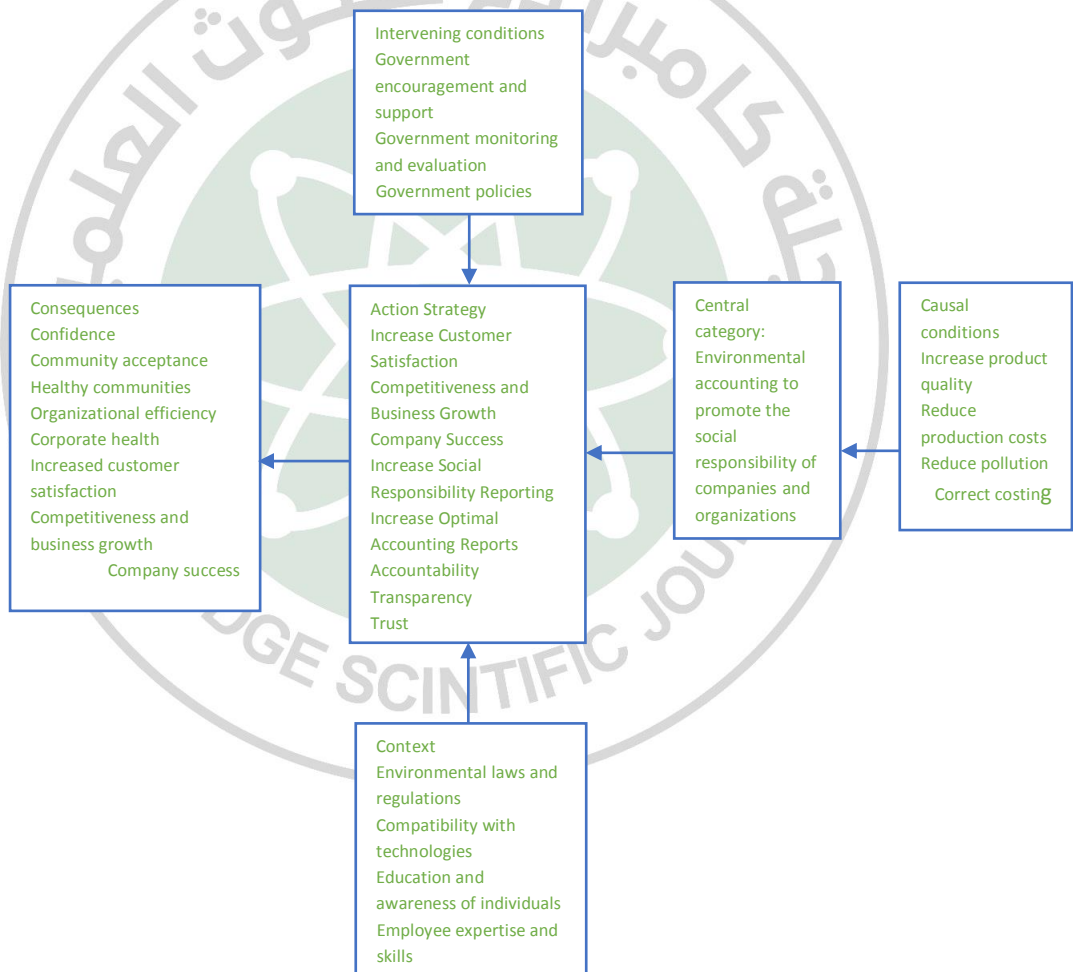 Intervening conditions
Government
encouragement and
support
Government monitoring
and evaluation
Government policies
Consequences
Confidence
Community acceptance
Healthy communities
Organizational efficiency
Corporate health
Increased customer
satisfaction
Competitiveness and
business growth
Company success
Action Strategy
Increase Customer
Satisfaction
Competitiveness and
Business Growth
Company Success
Increase Social
Responsibility Reporting
Increase Optimal
Accounting Reports
Accountability
Transparency
Trust
Central
category:
Environmental
accounting to
promote the
social
responsibility of
companies and
organizations
Causal
conditions
Increase product
quality
Reduce
production costs
Reduce pollution
Correct costing
Context
Environmental laws and
regulations
Compatibility with
technologies
Education and
awareness of individuals
Employee expertise and
skills
SCINTIFIC